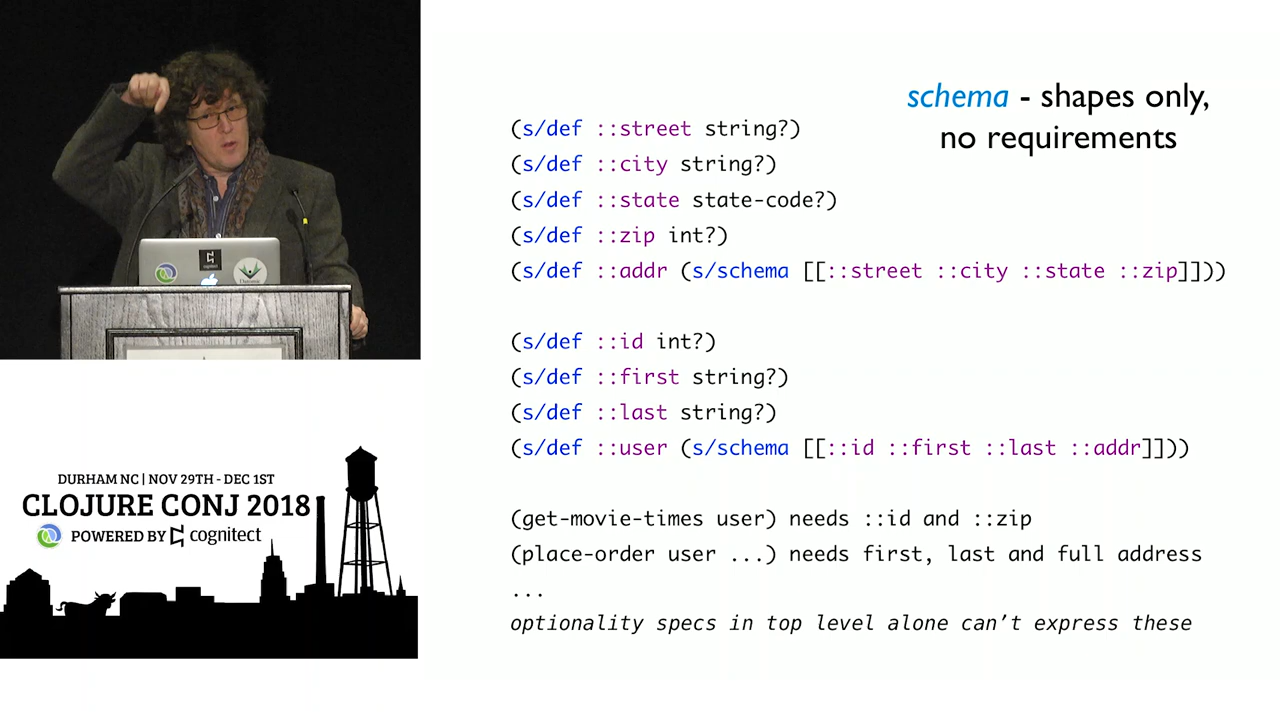 schema - shapes only,
no requirements
(s/def ::street string?)
(s/def ::city string?)
(s/def ::state state-code?)
(s/def ::zip int?)
(s/def ::addr (s/schema [[::street ::city ::state ::zip]]))
(s/def ::id int?)
(s/def ::first string?)
(s/def ::last string?)
(s/def ::user (s/schema [[::id ::first ::last ::addr]]))
(get-movie-times user) needs ::id and ::zip
(place-order user ...) needs first, last and full address
...
optionality specs in top level alone can't express these
cognitect
DURHAM NC | NOV 29TH - DEC 1ST
CLOJURE CONJ 2018
POWERED BY cognitect